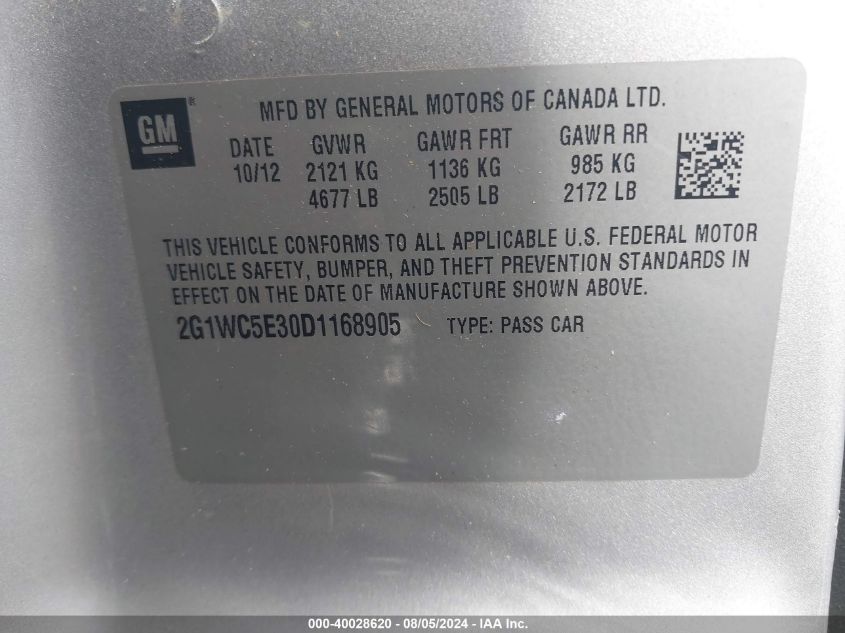 GM ®
MFD BY GENERAL MOTORS OF CANADA LTD.
DATE GVWR GAWR FRT GAWR RR
10/12 2121 KG 1136 KG 985 KG
4677 LB 2505 LB 2172 LB
THIS VEHICLE CONFORMS TO ALL APPLICABLE U.S. FEDERAL MOTOR
VEHICLE SAFETY, BUMPER, AND THEFT PREVENTION STANDARDS IN
EFFECT ON THE DATE OF MANUFACTURE SHOWN ABOVE.
2G1WC5E30D1168905 TYPE: PASS CAR
000-40028620 - 08/05/2024 - IAA Inc.